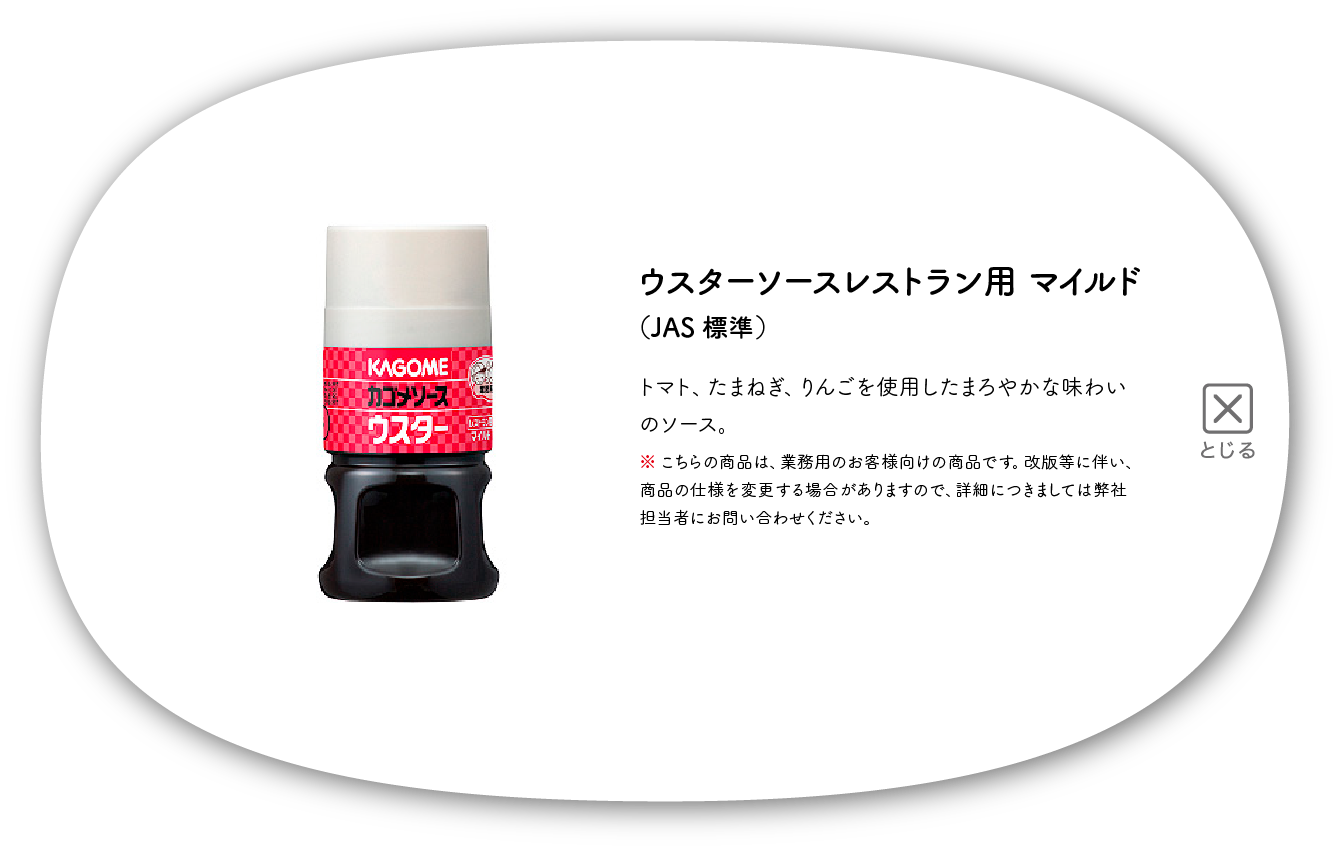 ウスターソースレストラン用 マイルド
（JAS 標準）
トマト、たまねぎ、りんごを使用したまろやかな味わい
のソース。
※ こちらの商品は、業務用のお客様向けの商品です。改版等に伴い、
商品の仕様を変更する場合がありますので、詳細につきましては弊社
担当者にお問い合わせください。
KAGOME
カゴメソース
ウスター
マイルド
とじる